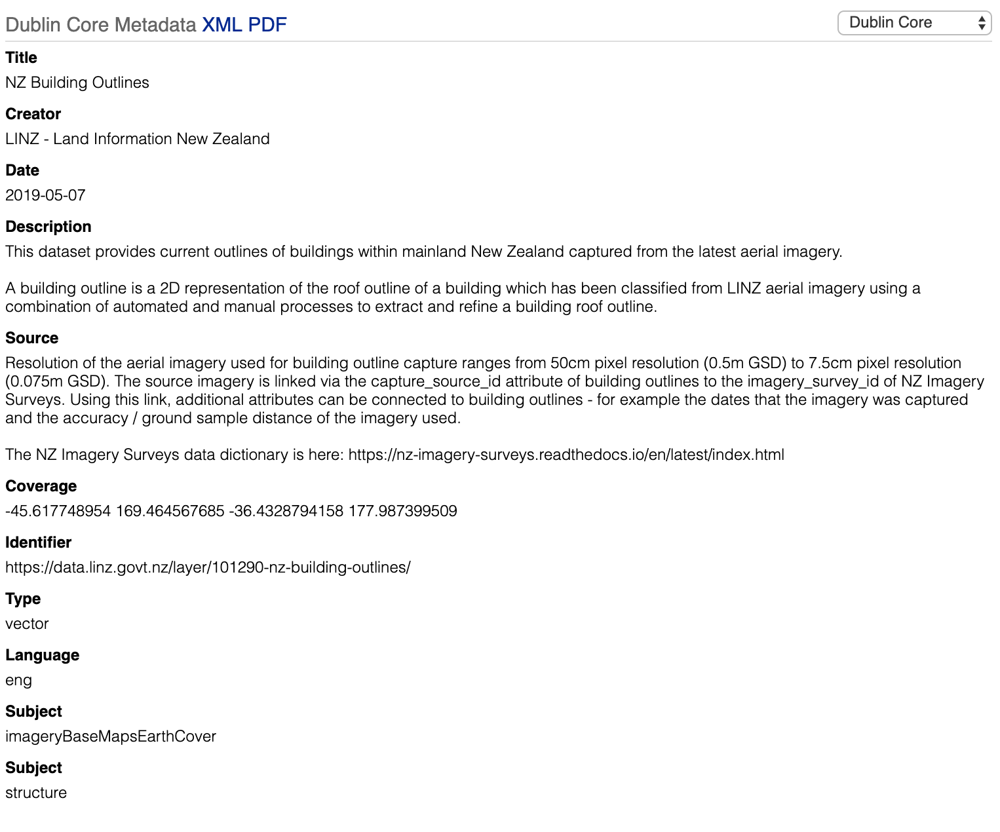 Dublin Core Metadata XML PDF
Dublin Core
Title
NZ Building Outlines
Creator
LINZ - Land Information New Zealand
Date
2019-05-07
Description
This dataset provides current outlines of buildings within mainland New Zealand captured from the latest aerial imagery.
A building outline is a 2D representation of the roof outline of a building which has been classified from LINZ aerial imagery using a
combination of automated and manual processes to extract and refine a building roof outline.
Source
Resolution of the aerial imagery used for building outline capture ranges from 50cm pixel resolution (0.5m GSD) to 7.5cm pixel resolution
(0.075m GSD). The source imagery is linked via the capture_source_id attribute of building outlines to the imagery_survey_id of NZ Imagery
Surveys. Using this link, additional attributes can be connected to building outlines - for example the dates that the imagery was captured
and the accuracy / ground sample distance of the imagery used.
The NZ Imagery Surveys data dictionary is here: https://nz-imagery-surveys.readthedocs.io/en/latest/index.html
Coverage
-45.617748954 169.464567685 -36.4328794158 177.987399509
Identifier
https://data.linz.govt.nz/layer/101290-nz-building-outlines/
Type
vector
Language
eng
Subject
imageryBaseMapsEarthCover
Subject
structure